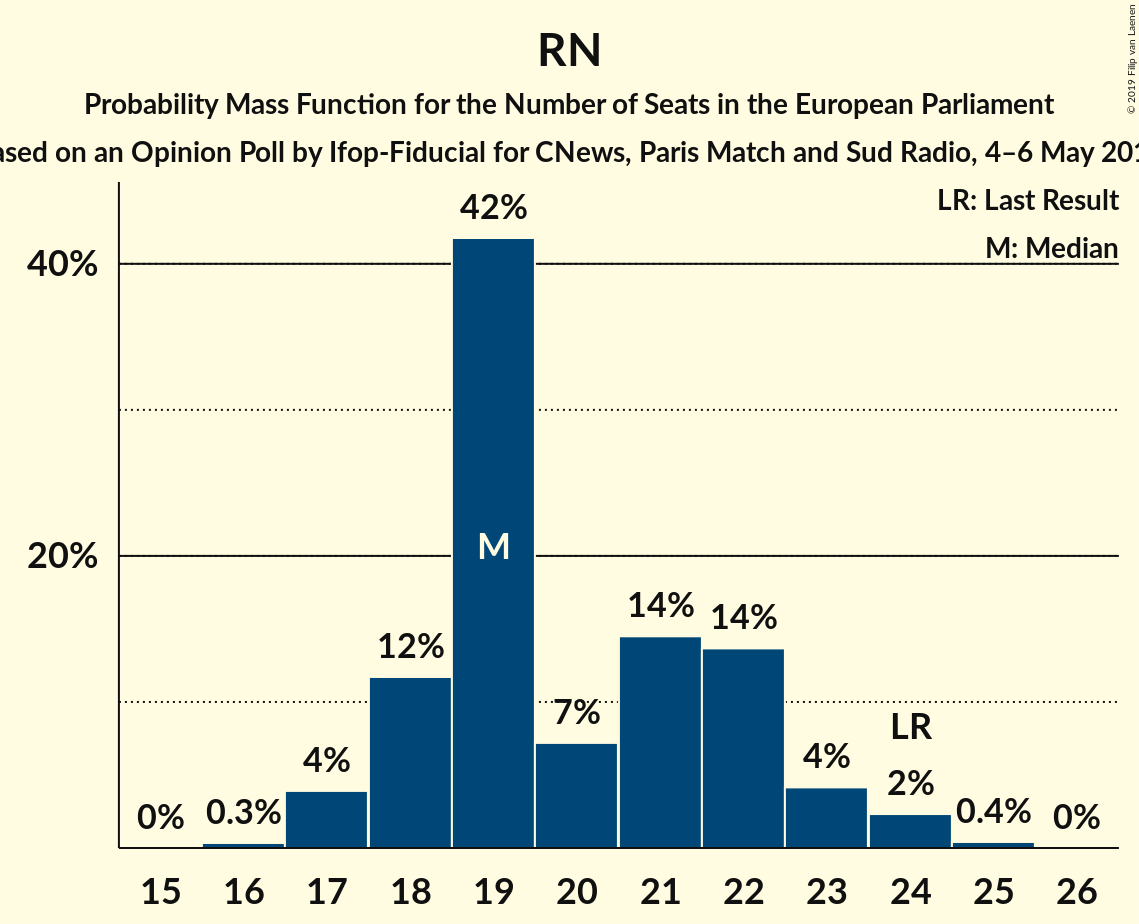 RN
Probability Mass Function for the Number of Seats in the European Parliament
ased on an Opinion Poll by Ifop-Fiducial for CNews, Paris Match and Sud Radio, 4–6 May 201
© 2019 Filip van Laenen
LR: Last Result
M: Median
40%
20%
0%
0.3%
4%
12%
42%
M
7%
14%
14%
4%
LR
2%
0.4%
0%
15 16 17 18 19 20 21 22 23 24 25 26